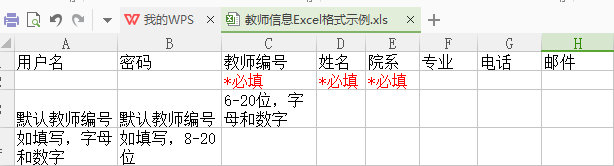 我的WPS
教师信息Excel格式示例.xls
A B C D E F G H
用户名 密码 教师编号 姓名 院系 专业 电话 邮件
*必填 *必填 *必填
6-20位，字
母和数字
默认教师编号 默认教师编号
如填写，字母 如填写，8-20
和数字 位